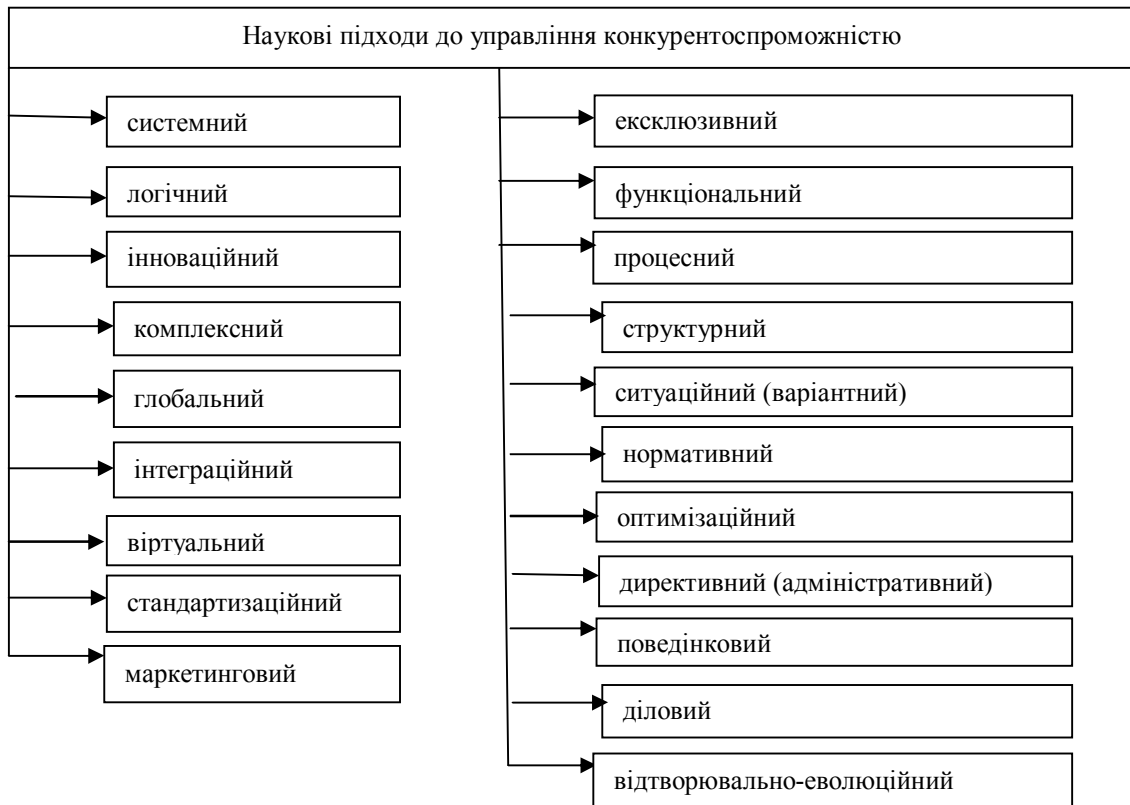 Наукові підходи до управління конкурентоспроможністю
системний
логічний
інноваційний
комплексний
глобальний
інтеграційний
віртуальний
стандартизаційний
маркетинговий
ексклюзивний
функціональний
процесний
структурний
ситуаційний (варіантний)
нормативний
оптимізаційний
директивний (адміністративний)
поведінковий
діловий
відтворювально-еволюційний